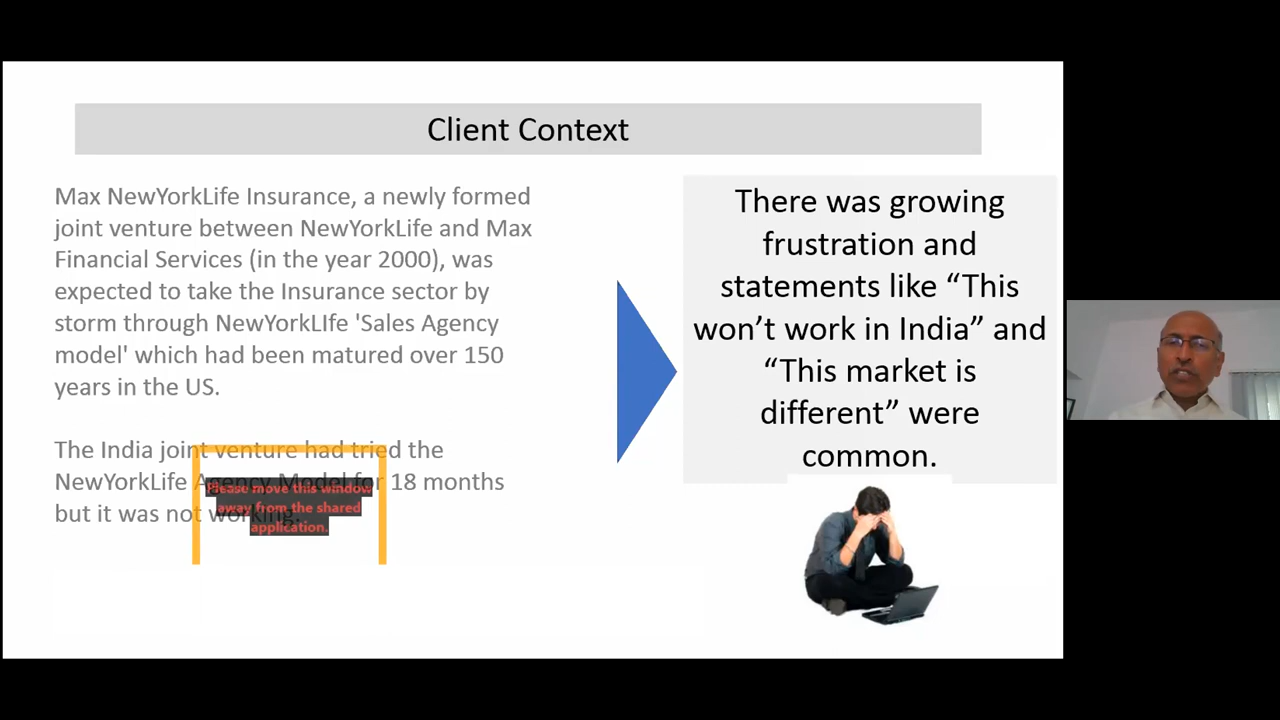 Client Context
Max NewYorkLife Insurance, a newly formed
joint venture between NewYorkLife and Max
Financial Services (in the year 2000), was
expected to take the Insurance sector by
storm through NewYorkLIfe 'Sales Agency
model' which had been matured over 150
years in the US.
The India joint venture had tried the
NewYorkLife Agency Model for 18 months
but it was not working.
Please move this window
away from the shared
application.
There was growing
frustration and
statements like “This
won’t work in India” and
“This market is
different” were
common.